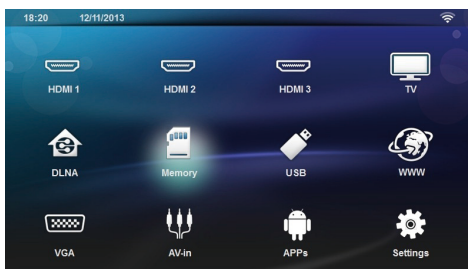 18:20 12/11/2013
HDMI 1 HDMI 2 HDMI 3 TV
DLNA Memory USB WWW
VGA AV-in APPs Settings